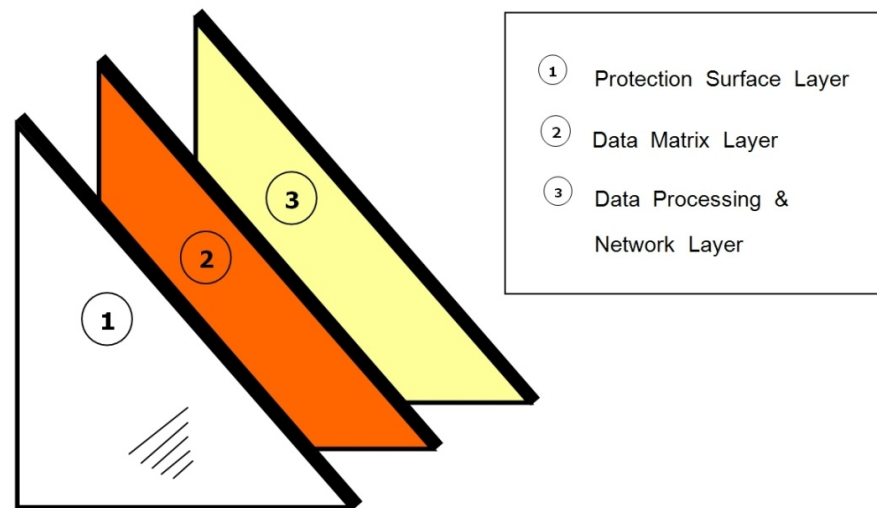 1
2
3
1 Protection Surface Layer
2 Data Matrix Layer
3 Data Processing &
Network Layer